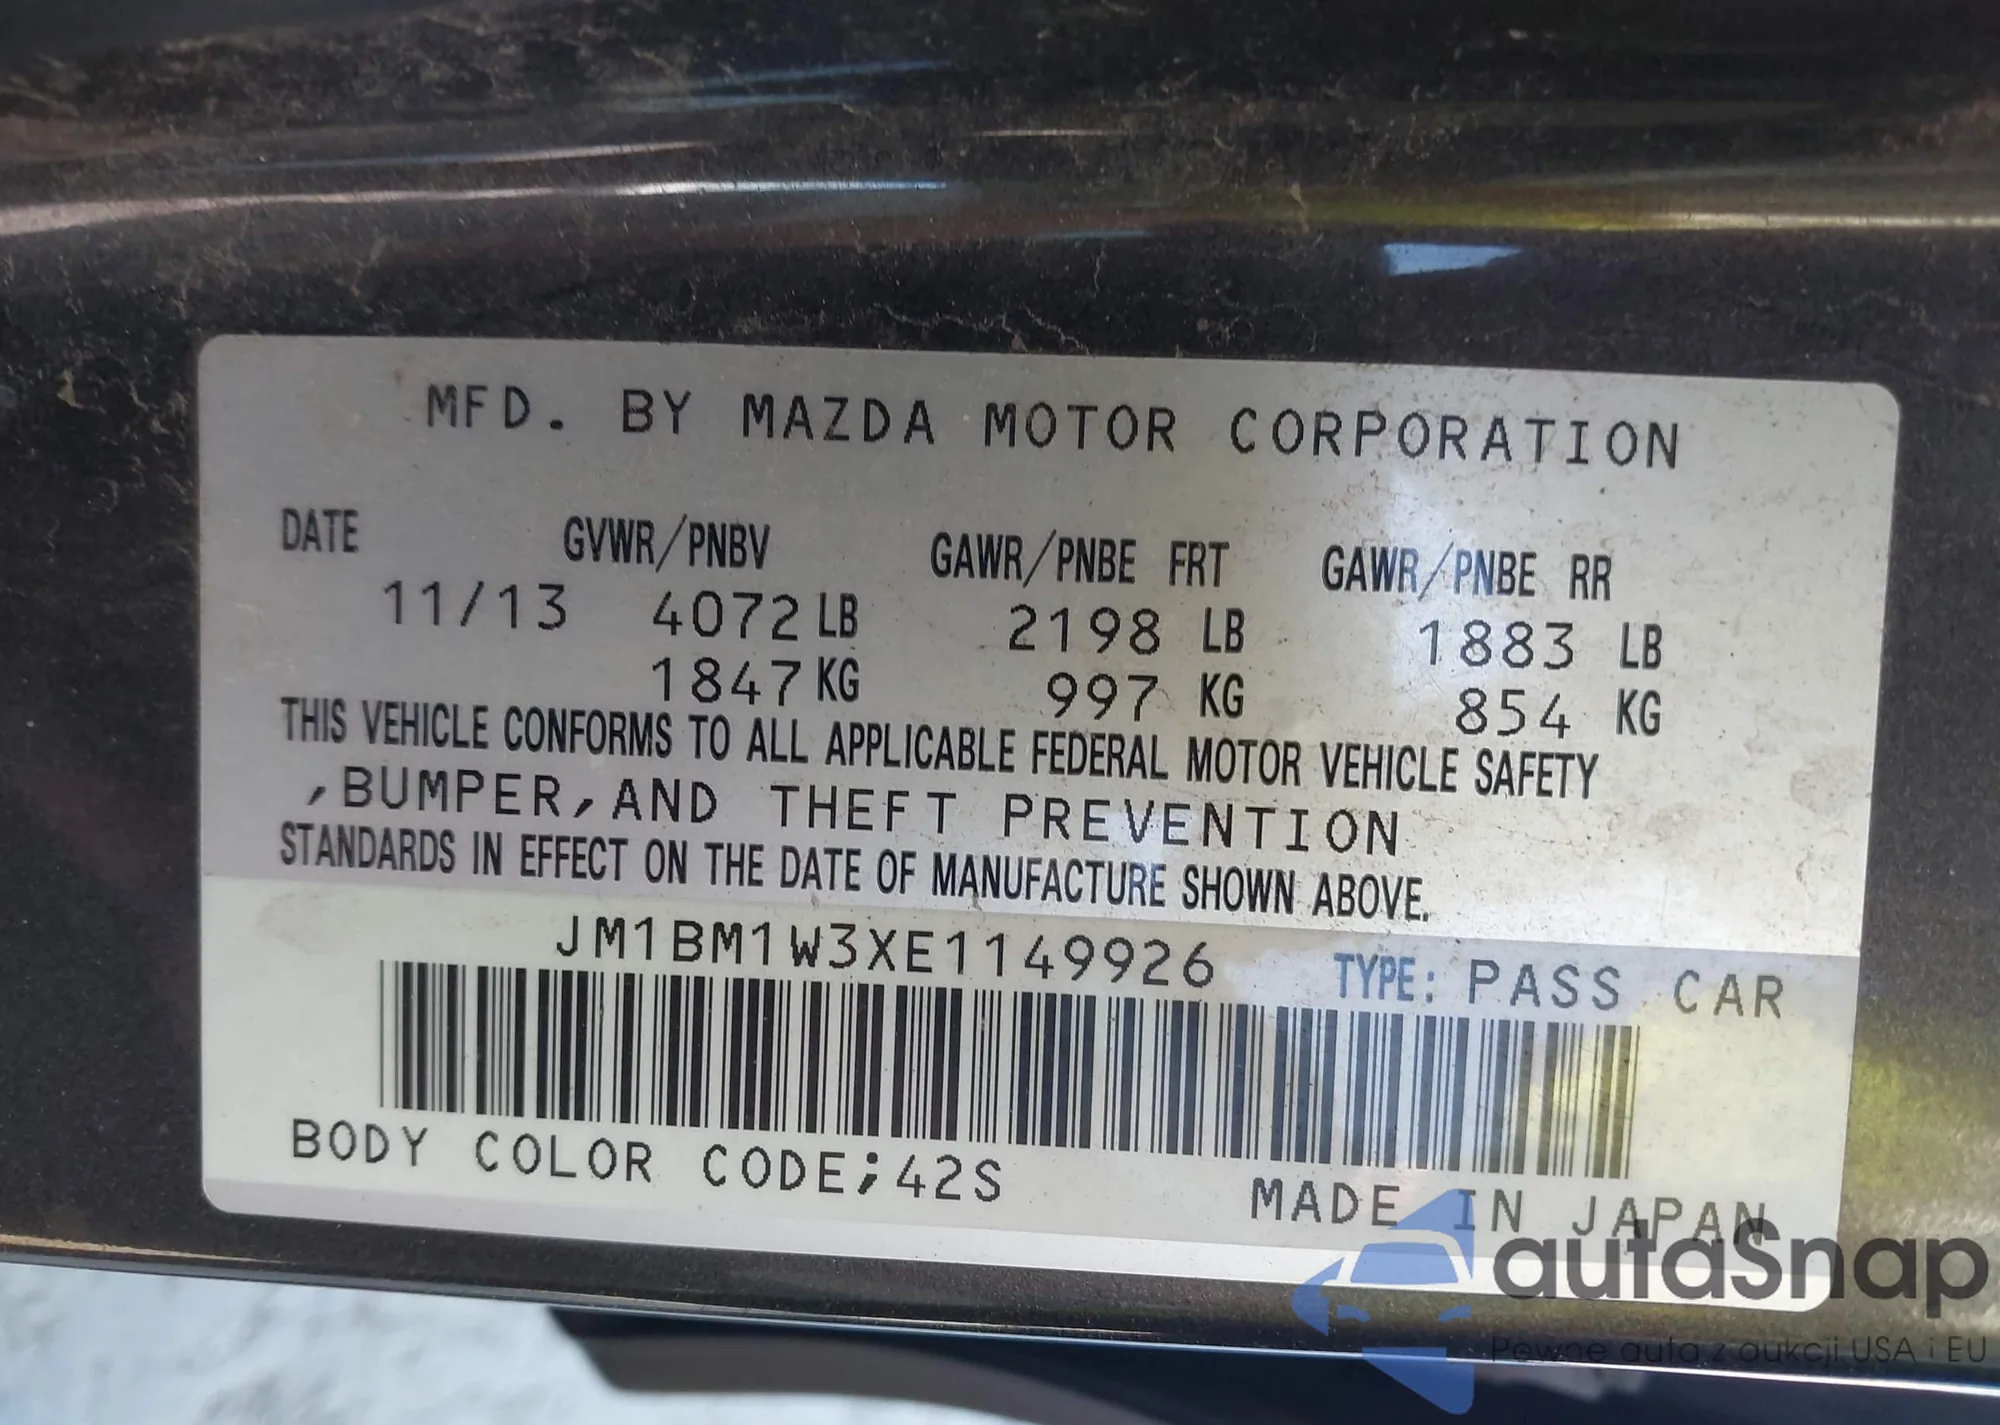 MFD. BY MAZDA MOTOR CORPORATION
DATE GVWR/PNBV GAWR/PNBE FRT GAWR/PNBE RR
11/13 4072 LB 2198 LB 1883 LB
1847 KG 997 KG 854 KG
THIS VEHICLE CONFORMS TO ALL APPLICABLE FEDERAL MOTOR VEHICLE SAFETY
,BUMPER,AND THEFT PREVENTION
STANDARDS IN EFFECT ON THE DATE OF MANUFACTURE SHOWN ABOVE.
JM1BM1W3XE1149926 TYPE: PASS CAR
BODY COLOR CODE;42S
MADE IN JAPAN
autaSnap
Pewne auta z aukcji USA i EU